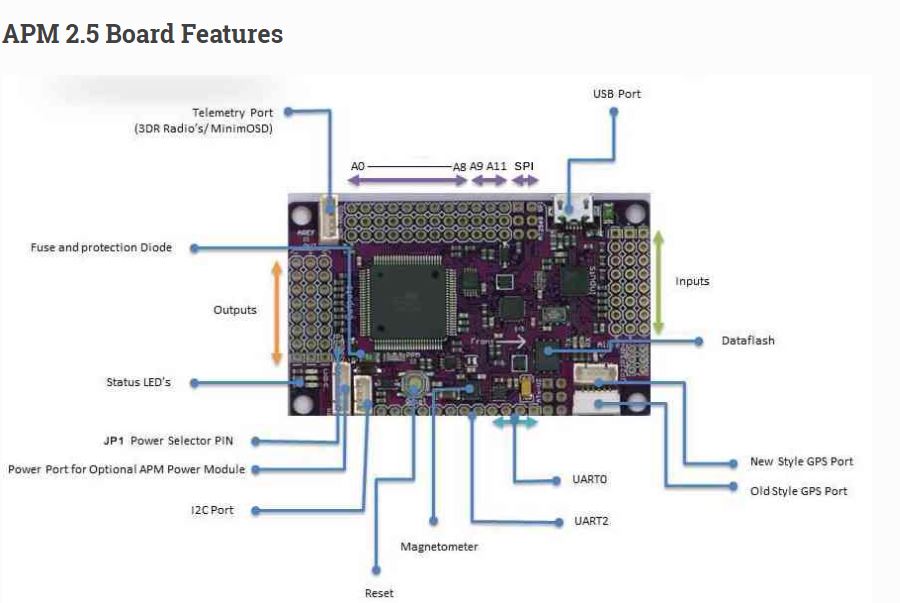 APM 2.5 Board Features
USB Port
Telemetry Port
(3DR Radio's/ MinimOSD)
A0 A8 A9 A11 SPI
Fuse and protection Diode
Inputs
Outputs
front
Dataflash
Status LED's
JP1 Power Selector PIN
New Style GPS Port
Power Port for Optional APM Power Module
UART0
Old Style GPS Port
I2C Port
UART2
Magnetometer
Reset